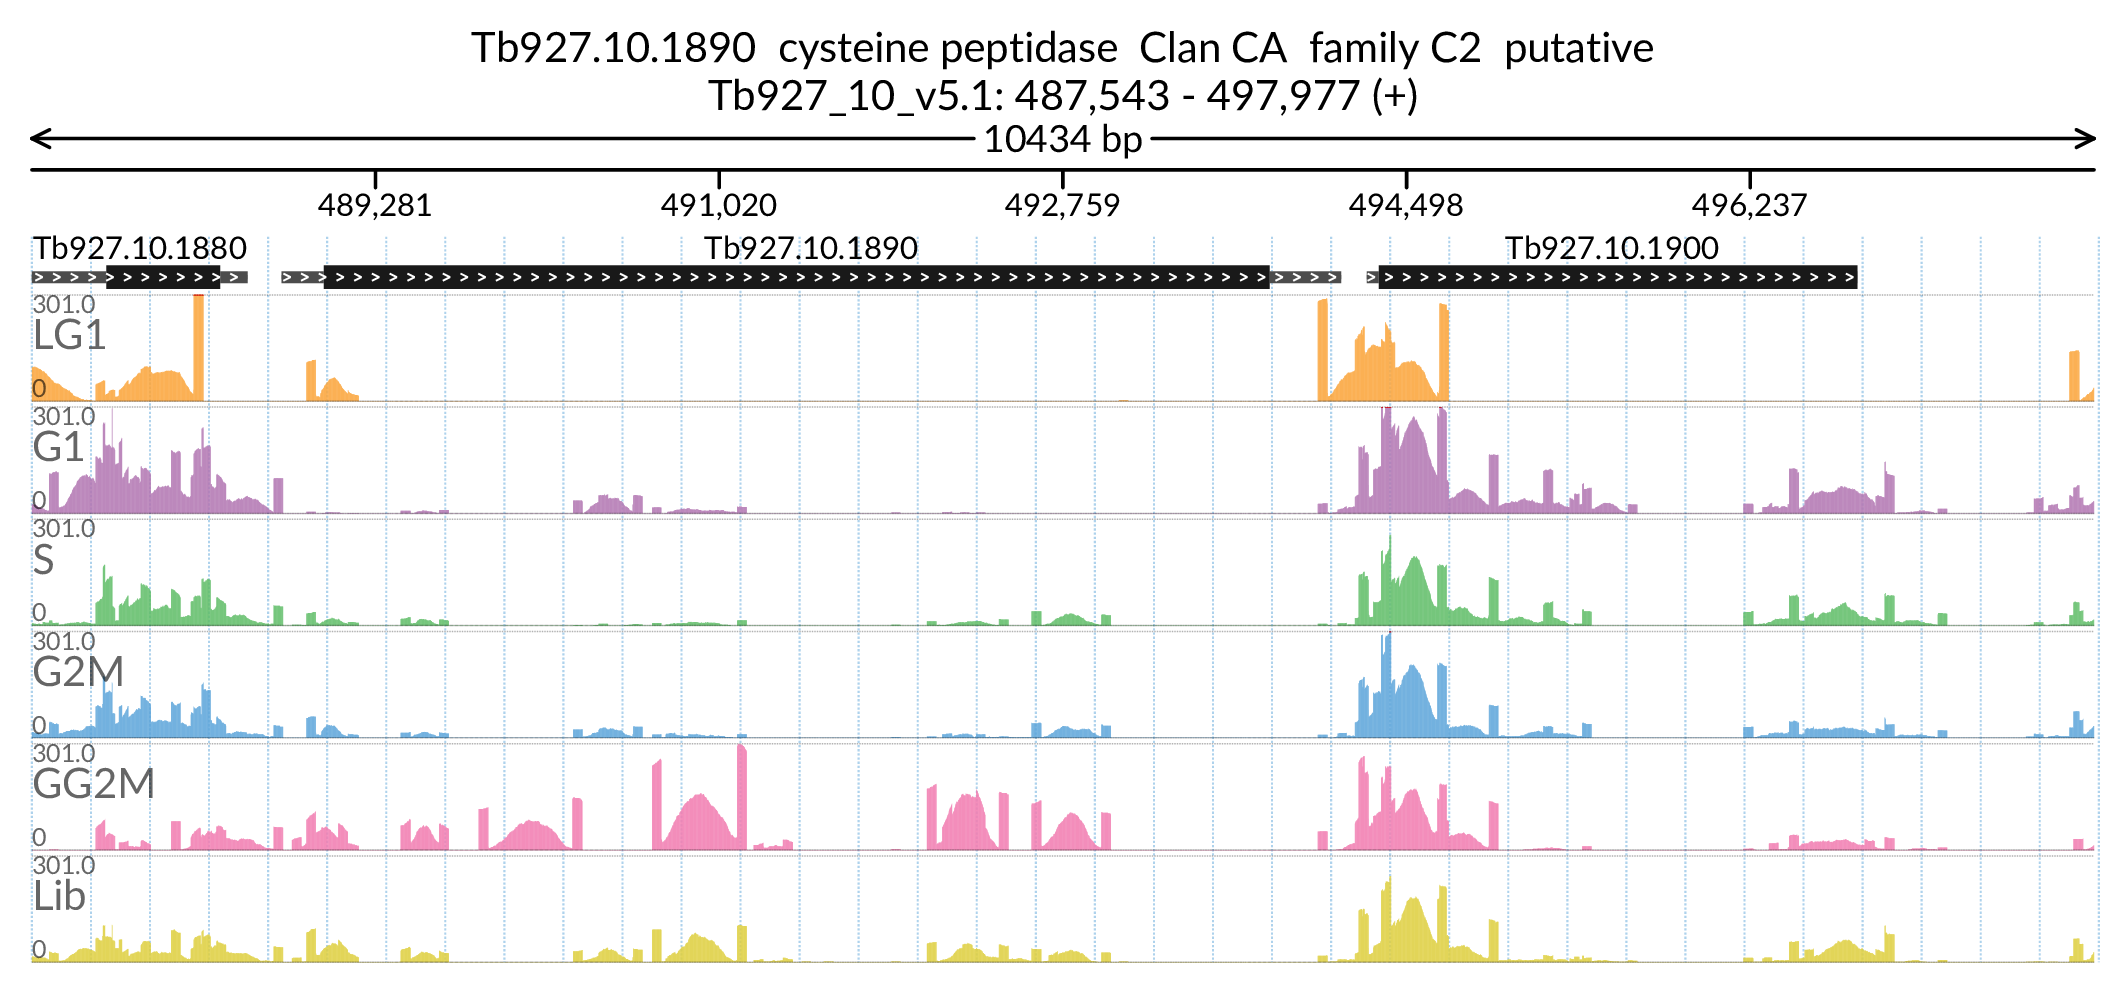 Tb927.10.1890  cysteine peptidase  Clan CA  family C2  putative
Tb927_10_v5.1: 487,543 - 497,977 (+)
10434 bp
489,281 491,020 492,759 494,498 496,237
Tb927.10.1880 Tb927.10.1890 Tb927.10.1900
301.0
LG1
0
301.0
G1
0
301.0
S
0
301.0
G2M
0
301.0
GG2M
0
301.0
Lib
0